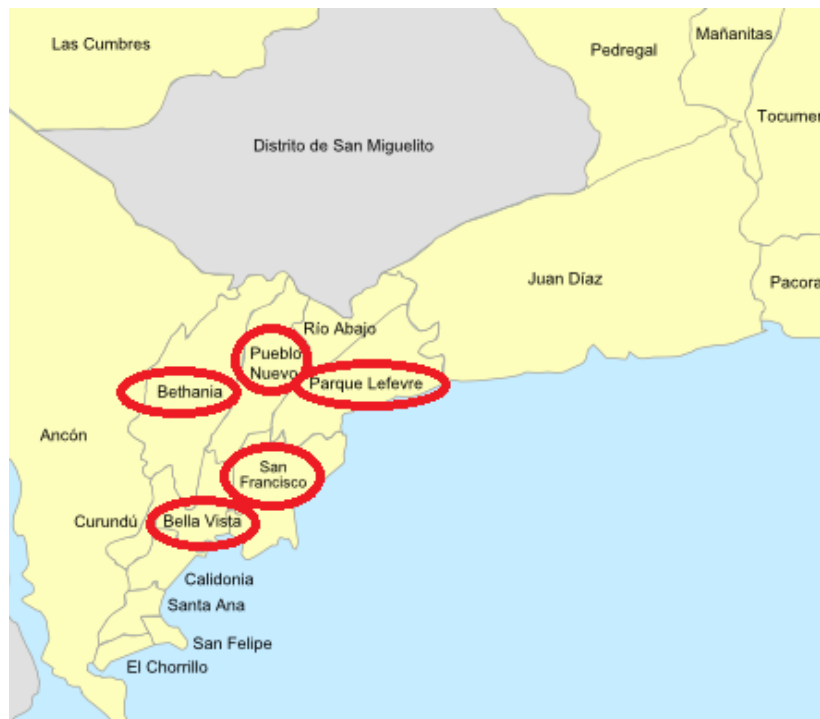 Las Cumbres
Mañanitas
Pedregal
Tocumen
Distrito de San Miguelito
Juan Díaz
Pacora
Río Abajo
Pueblo
Nuevo
Parque Lefevre
Bethania
Ancón
San
Francisco
Curundú
Bella Vista
Calidonia
Santa Ana
San Felipe
El Chorrillo